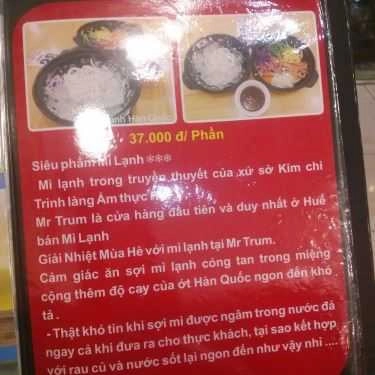 ạnh Hàn Quốc
37.000 đ/ Phần
Siêu phẩm Mì Lạnh ❄❄❄
Mì lạnh trong truyền thuyết của xứ sở Kim chi
Trình làng Ẩm thực
Mr Trum là cửa hàng đầu tiên và duy nhất ở Huế
bán Mì Lạnh
Giải Nhiệt Mùa Hè với mì lạnh tại Mr Trum.
Cảm giác ăn sợi mì lạnh cóng tan trong miệng
cộng thêm độ cay của ớt Hàn Quốc ngon đến khó
tả .
- Thật khó tin khi sợi mì được ngâm trong nước đá
ngay cả khi đưa ra cho thực khách, tại sao kết hợp
với rau củ và nước sốt lại ngon đến như vậy nhỉ ....